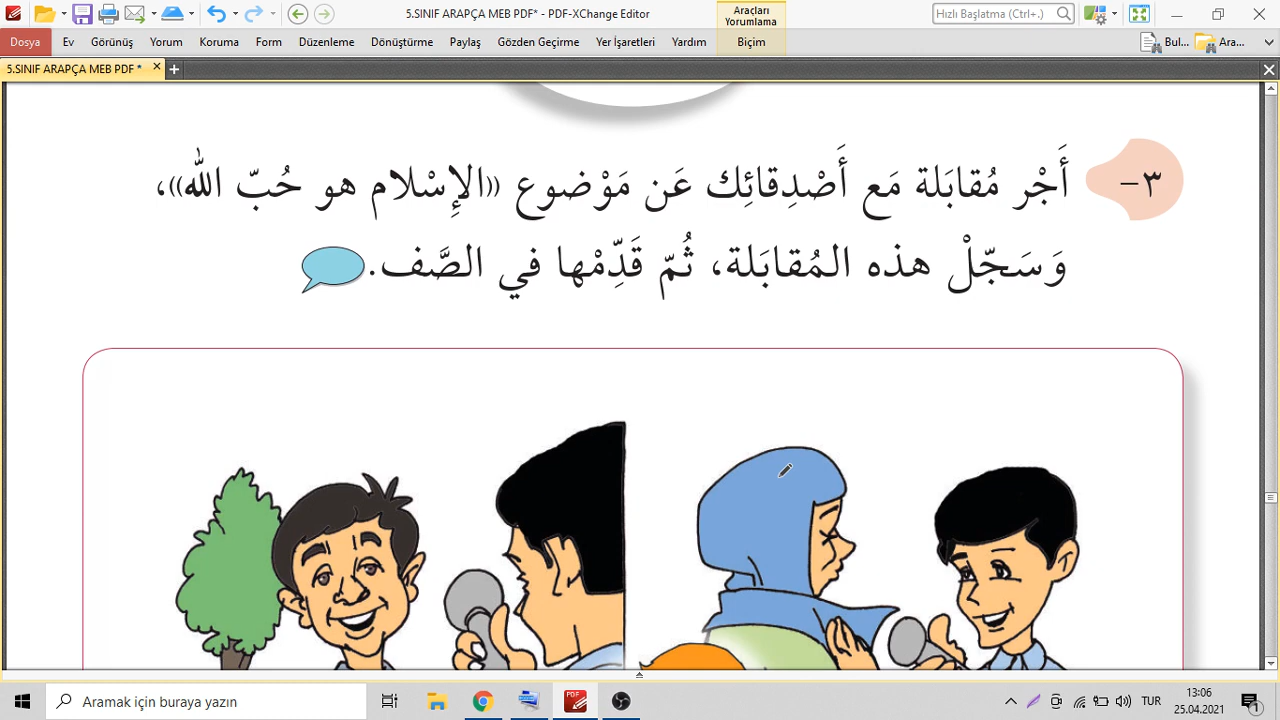 5.SINIF ARAPÇA MEB PDF* - PDF-XChange Editor
Araçları Yorumlama
Hızlı Başlatma (Ctrl+.)
Dosya Ev Görünüş Yorum Koruma Form Düzenleme Dönüştürme Paylaş Gözden Geçirme Yer İşaretleri Yardım Biçim Bul... Ara...
5.SINIF ARAPÇA MEB PDF *
٣- أَجْر مُقابَلة مَع أَصْدِقائِك عَن مَوْضوع «الإِسْلام هو حُبّ الله»،
وَسَجّلْ هذه المُقابَلة، ثُمّ قَدِّمْها في الصَّف.
Aramak için buraya yazın
PDF
TUR
13:06
25.04.2021
1